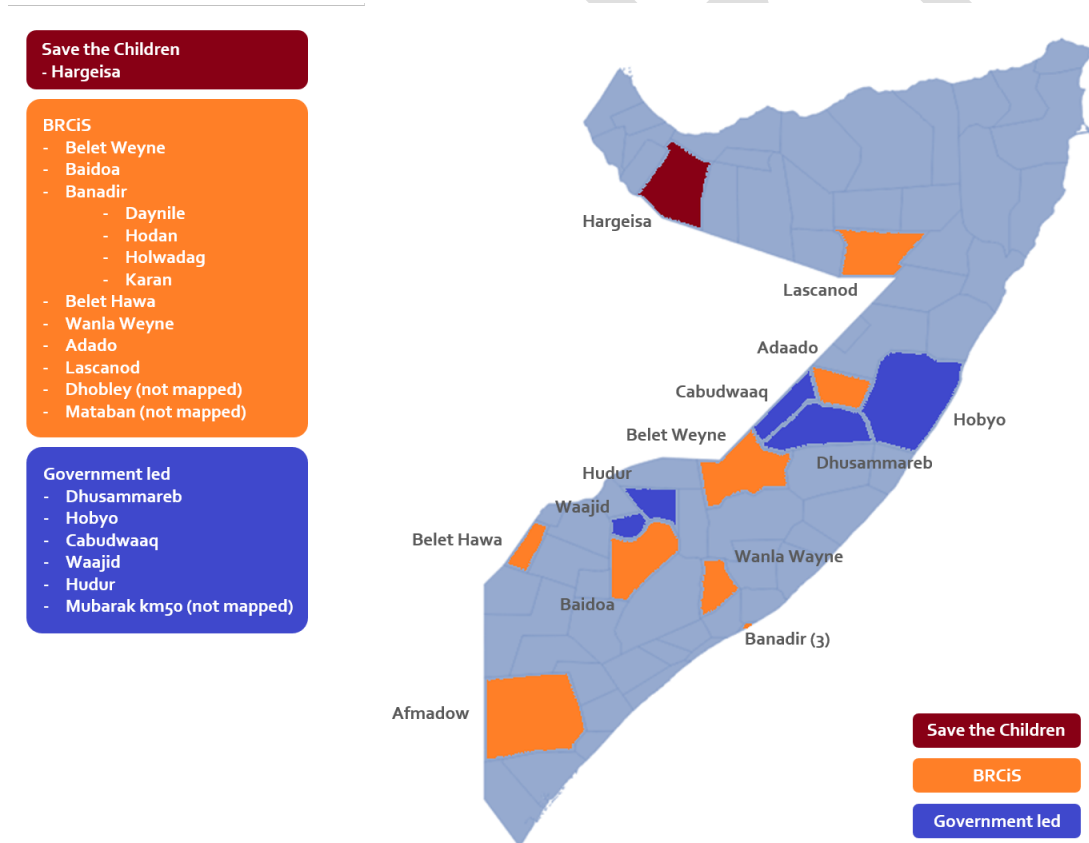 Save the Children
- Hargeisa
BRCiS
- Belet Weyne
- Baidoa
- Banadir
- Daynile
- Hodan
- Holwadag
- Karan
- Belet Hawa
- Wanla Weyne
- Adado
- Lascanod
- Dhobley (not mapped)
- Mataban (not mapped)
Government led
- Dhusammareb
- Hobyo
- Cabudwaaq
- Waajid
- Hudur
- Mubarak km50 (not mapped)
Hargeisa
Lascanod
Adaado
Cabudwaaq
Hobyo
Belet Weyne
Dhusammareb
Hudur
Waajid
Belet Hawa
Wanla Wayne
Baidoa
Banadir (3)
Afmadow
Save the Children
BRCiS
Government led